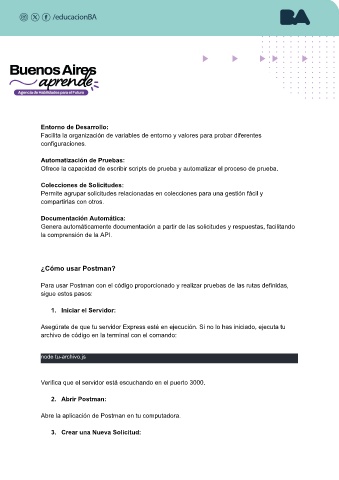 /educacionBA
BA
Buenos Aires
aprende
Agencia de Habilidades para el Futuro
Entorno de Desarrollo:
Facilita la organización de variables de entorno y valores para probar diferentes
configuraciones.
Automatización de Pruebas:
Ofrece la capacidad de escribir scripts de prueba y automatizar el proceso de prueba.
Colecciones de Solicitudes:
Permite agrupar solicitudes relacionadas en colecciones para una gestión fácil y
compartirlas con otros.
Documentación Automática:
Genera automáticamente documentación a partir de las solicitudes y respuestas, facilitando
la comprensión de la API.
¿Cómo usar Postman?
Para usar Postman con el código proporcionado y realizar pruebas de las rutas definidas,
sigue estos pasos:
1. Iniciar el Servidor:
Asegúrate de que tu servidor Express esté en ejecución. Si no lo has iniciado, ejecuta tu
archivo de código en la terminal con el comando:
node tu-archivo.js
Verifica que el servidor está escuchando en el puerto 3000.
2. Abrir Postman:
Abre la aplicación de Postman en tu computadora.
3. Crear una Nueva Solicitud: